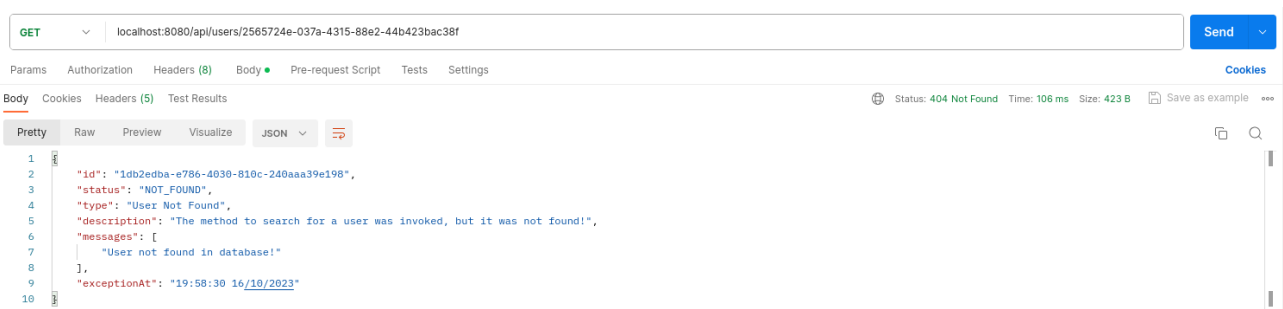 GET localhost:8080/api/users/2565724e-037a-4315-88e2-44b423bac38f Send
Params Authorization Headers (8) Body Pre-request Script Tests Settings Cookies
Body Cookies Headers (5) Test Results Status: 404 Not Found Time: 106 ms Size: 423 B Save as example
Pretty Raw Preview Visualize JSON
1 {
2 "id": "1db2edba-e786-4030-810c-240aaa39e198",
3 "status": "NOT_FOUND",
4 "type": "User Not Found",
5 "description": "The method to search for a user was invoked, but it was not found!",
6 "messages": [
7 "User not found in database!"
8 ],
9 "exceptionAt": "19:58:30 16/10/2023"
10 }